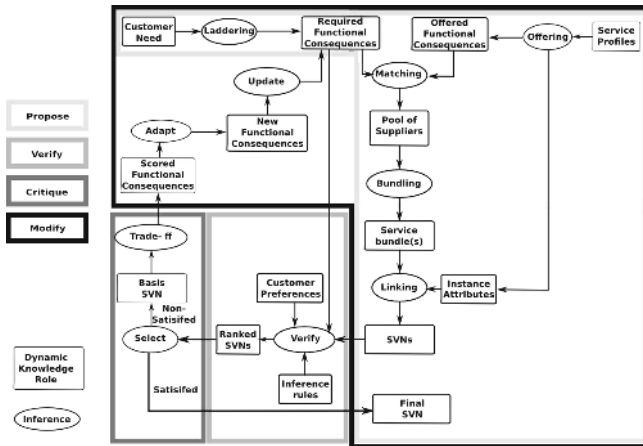 Customer
Need
Laddering
Required
Functional
Consequences
Offered
Functional
Consequences
Offering
Service
Profiles
Matching
Update
Propose
Adapt
New
Functional
Consequences
Pool of
Suppliers
Verify
Scored
Functional
Consequences
Bundling
Critique
Modify
Trade- ff
Service
bundle(s)
Basis
SVN
Customer
Preferences
Linking
Instance
Attributes
Non-
Satisifed
Select
Ranked
SVNs
Verify
SVNs
Dynamic
Knowledge
Role
Satisifed
Inference
rules
Final
SVN
Inference